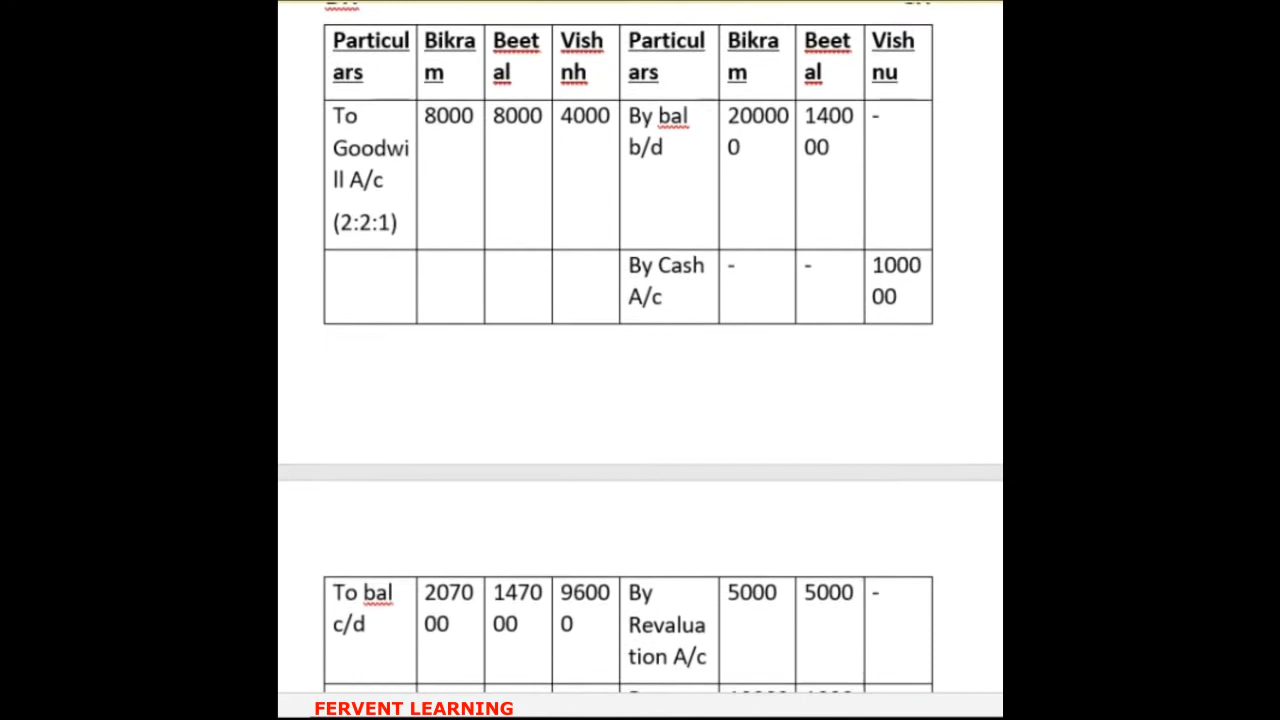 Particul Bikra Beet Vish Particul Bikra Beet Vish
ars m al nh ars m al nu
To 8000 8000 4000 By bal 20000 1400 -
Goodwi b/d 0 00
ll A/c
(2:2:1)
By Cash - - 1000
A/c 00
To bal 2070 1470 9600 By 5000 5000 -
c/d 00 00 0 Revalua
tion A/c
FERVENT LEARNING